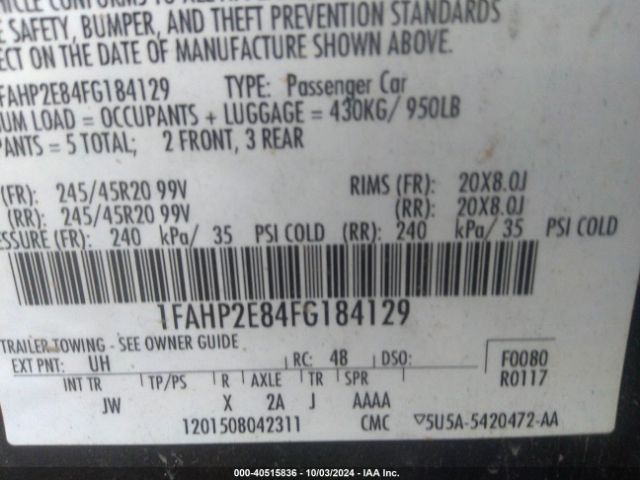 E SAFETY, BUMPER, AND THEFT PREVENTION STANDARDS
ECT ON THE DATE OF MANUFACTURE SHOWN ABOVE.
FAHP2E84FG184129 TYPE: Passenger Car
UM LOAD = OCCUPANTS + LUGGAGE = 430KG/ 950LB
PANTS = 5 TOTAL; 2 FRONT, 3 REAR
(FR): 245/45R20 99V RIMS (FR): 20X8.0J
(RR): 245/45R20 99V (RR): 20X8.0J
ESSURE (FR): 240 kPa/ 35 PSI COLD (RR): 240 kPa/ 35 PSI COLD
1FAHP2E84FG184129
TRAILER TOWING - SEE OWNER GUIDE
EXT PNT: UH RC: 48 DSO: F0080
INT TR TP/PS R AXLE TR SPR R0117
JW X 2A J AAAA
1201508042311 CMC 5U5A-5420472-AA
000-40515836 - 10/03/2024 - IAA Inc.